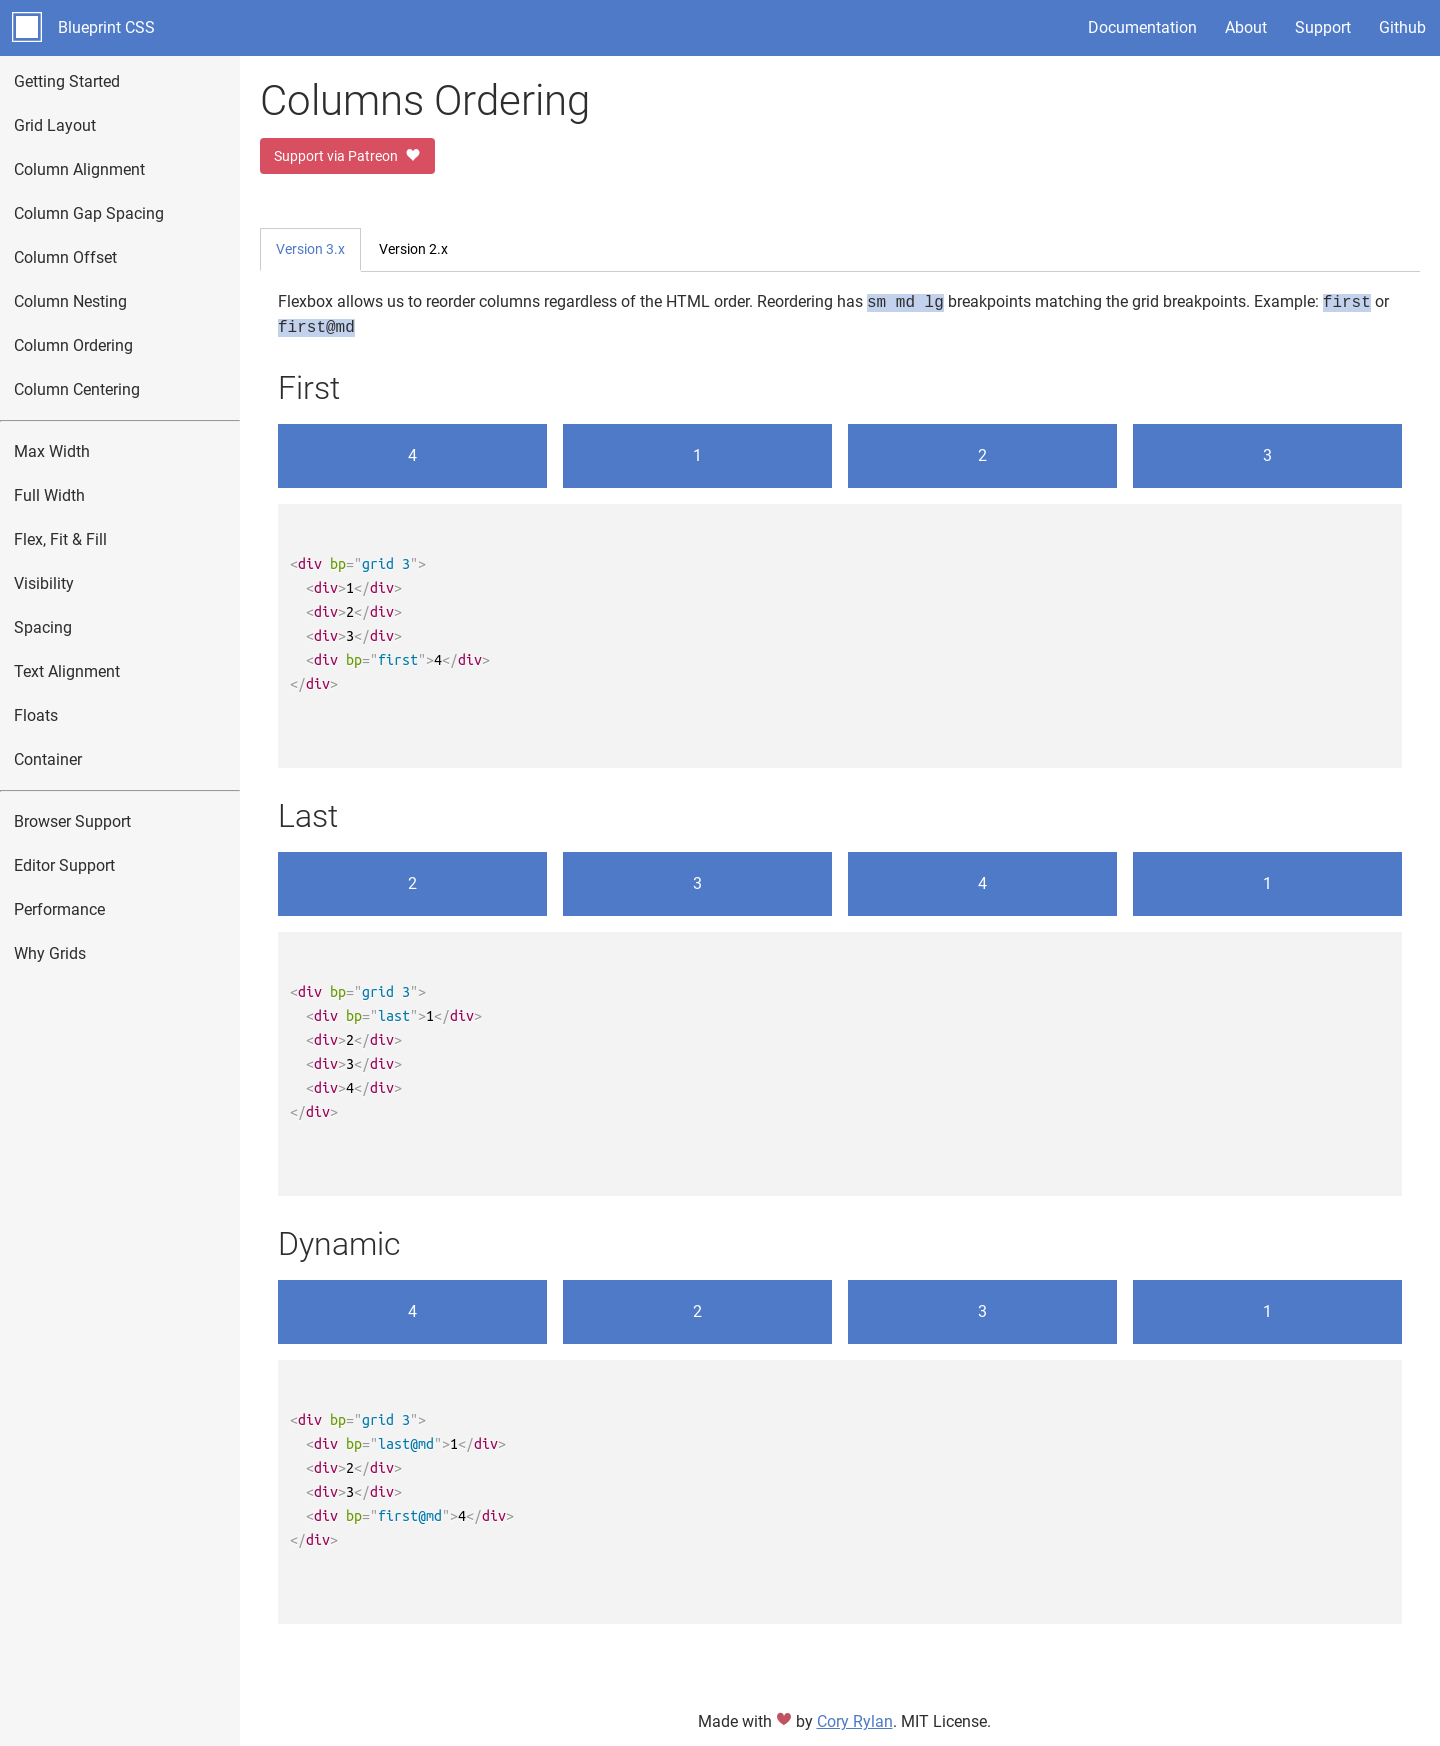 Blueprint CSS
Documentation
About
Support
Github
Getting Started
Grid Layout
Column Alignment
Column Gap Spacing
Column Offset
Column Nesting
Column Ordering
Column Centering
Max Width
Full Width
Flex, Fit & Fill
Visibility
Spacing
Text Alignment
Floats
Container
Browser Support
Editor Support
Performance
Why Grids
Columns Ordering
Support via Patreon
Version 3.x
Version 2.x
Flexbox allows us to reorder columns regardless of the HTML order. Reordering has sm md lg breakpoints matching the grid breakpoints. Example: first or
first@md
First
4 1 2 3
<div bp="grid 3">
  <div>1</div>
  <div>2</div>
  <div>3</div>
  <div bp="first">4</div>
</div>
Last
2 3 4 1
<div bp="grid 3">
  <div bp="last">1</div>
  <div>2</div>
  <div>3</div>
  <div>4</div>
</div>
Dynamic
4 2 3 1
<div bp="grid 3">
  <div bp="last@md">1</div>
  <div>2</div>
  <div>3</div>
  <div bp="first@md">4</div>
</div>
Made with ♥ by Cory Rylan. MIT License.